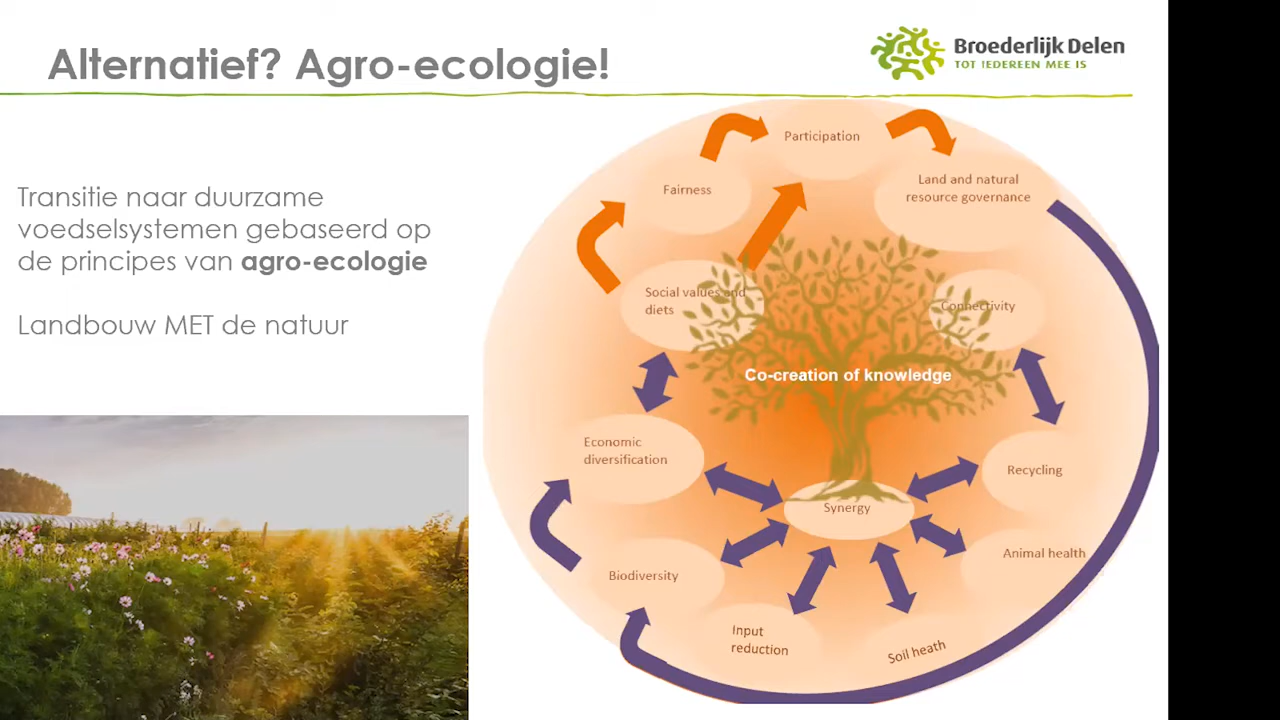 Alternatief? Agro-ecologie!
Broederlijk Delen
TOT IEDEREEN MEE IS
Transitie naar duurzame
voedselsystemen gebaseerd op
de principes van agro-ecologie
Landbouw MET de natuur
Participation
Fairness
Land and natural
resource governance
Social values and
diets
Connectivity
Co-creation of knowledge
Economic
diversification
Recycling
Synergy
Animal health
Biodiversity
Input
reduction
Soil heath